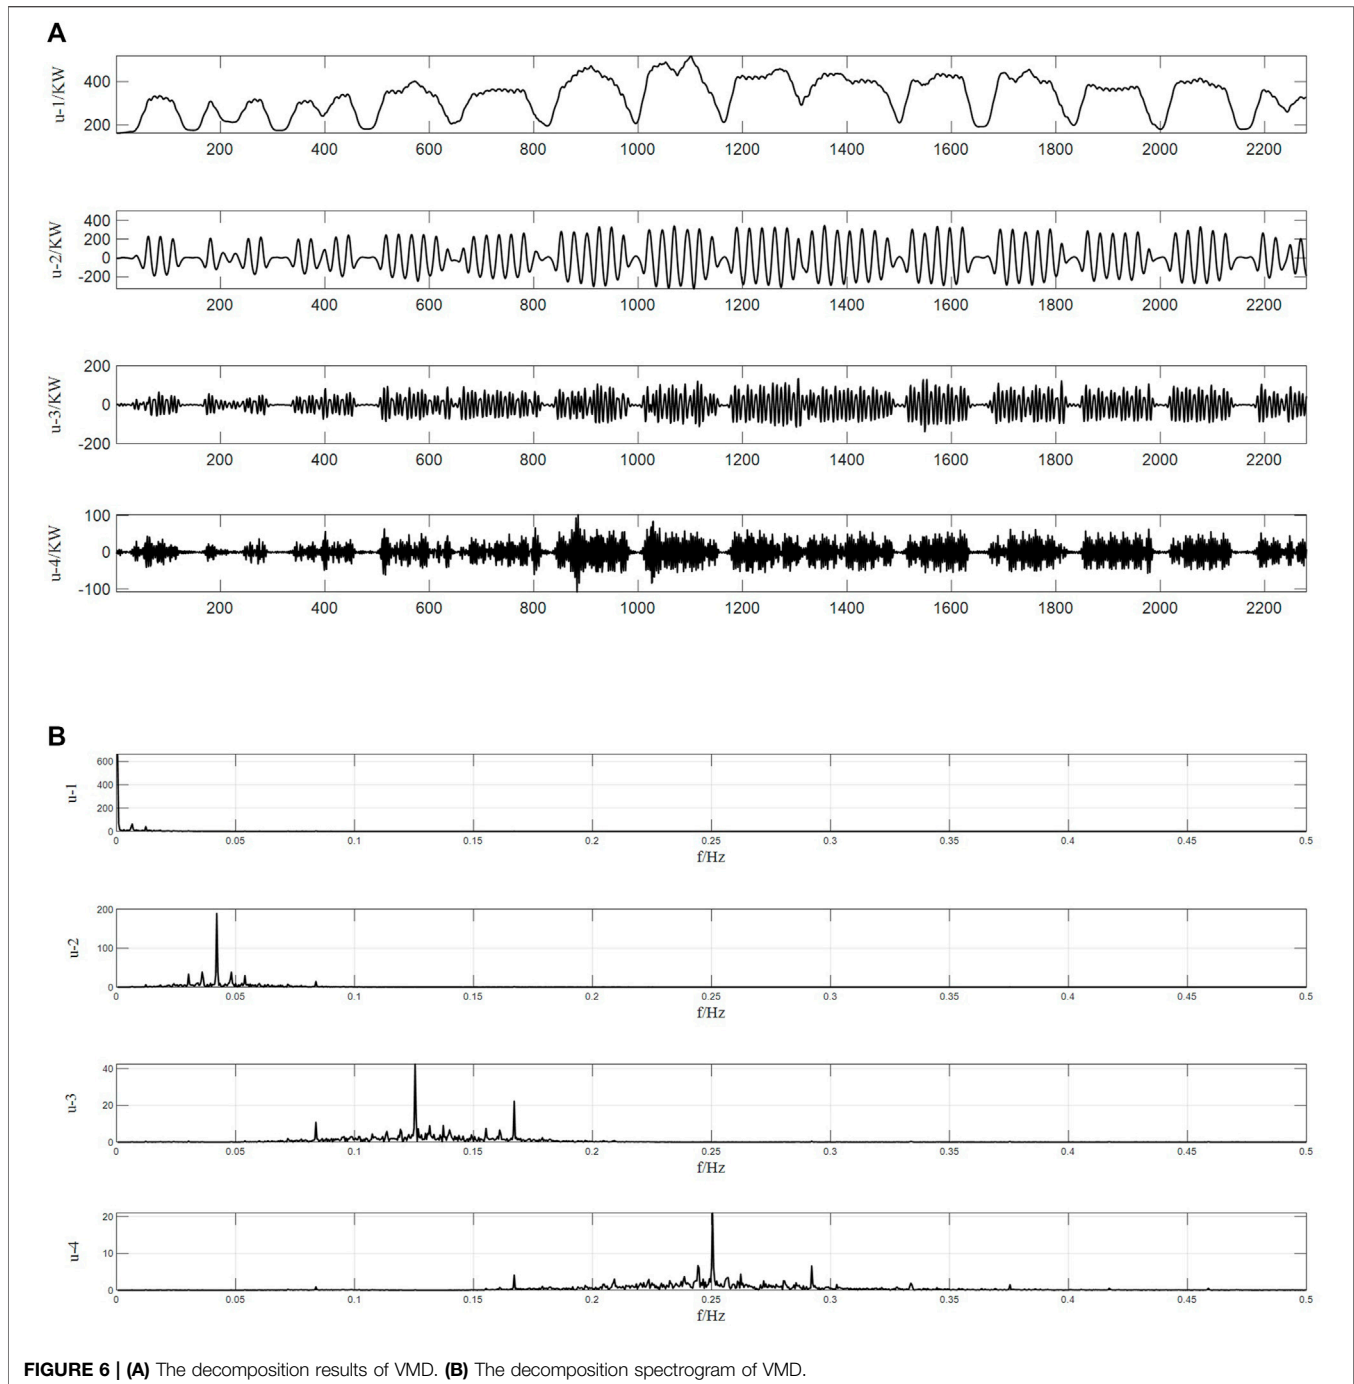 A
u-1/KW
400
200
200 400 600 800 1000 1200 1400 1600 1800 2000 2200
u-2/KW
400
200
0
-200
200 400 600 800 1000 1200 1400 1600 1800 2000 2200
u-3/KW
200
0
-200
200 400 600 800 1000 1200 1400 1600 1800 2000 2200
u-4/KW
100
0
-100
200 400 600 800 1000 1200 1400 1600 1800 2000 2200
B
u-1
600
400
200
0
0 0.05 0.1 0.15 0.2 0.25 0.3 0.35 0.4 0.45 0.5
f/Hz
u-2
200
100
0
0 0.05 0.1 0.15 0.2 0.25 0.3 0.35 0.4 0.45 0.5
f/Hz
u-3
40
20
0
0 0.05 0.1 0.15 0.2 0.25 0.3 0.35 0.4 0.45 0.5
f/Hz
u-4
20
10
0
0 0.05 0.1 0.15 0.2 0.25 0.3 0.35 0.4 0.45 0.5
f/Hz
FIGURE 6 | (A) The decomposition results of VMD. (B) The decomposition spectrogram of VMD.